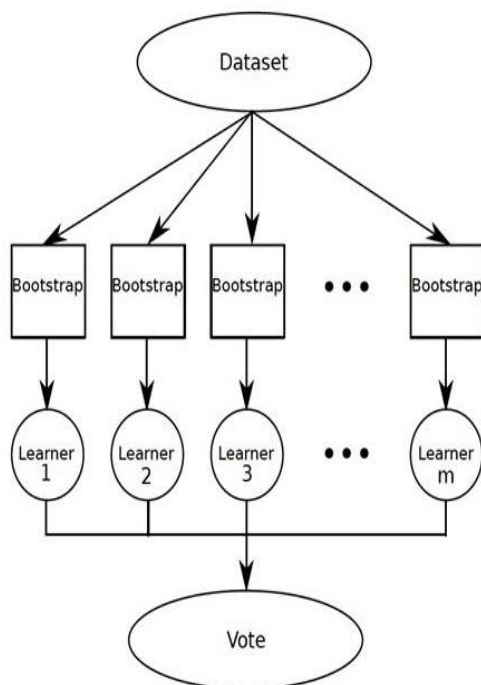 Dataset
Bootstrap Bootstrap Bootstrap ••• Bootstrap
Learner Learner Learner ••• Learner
1 2 3 m
Vote